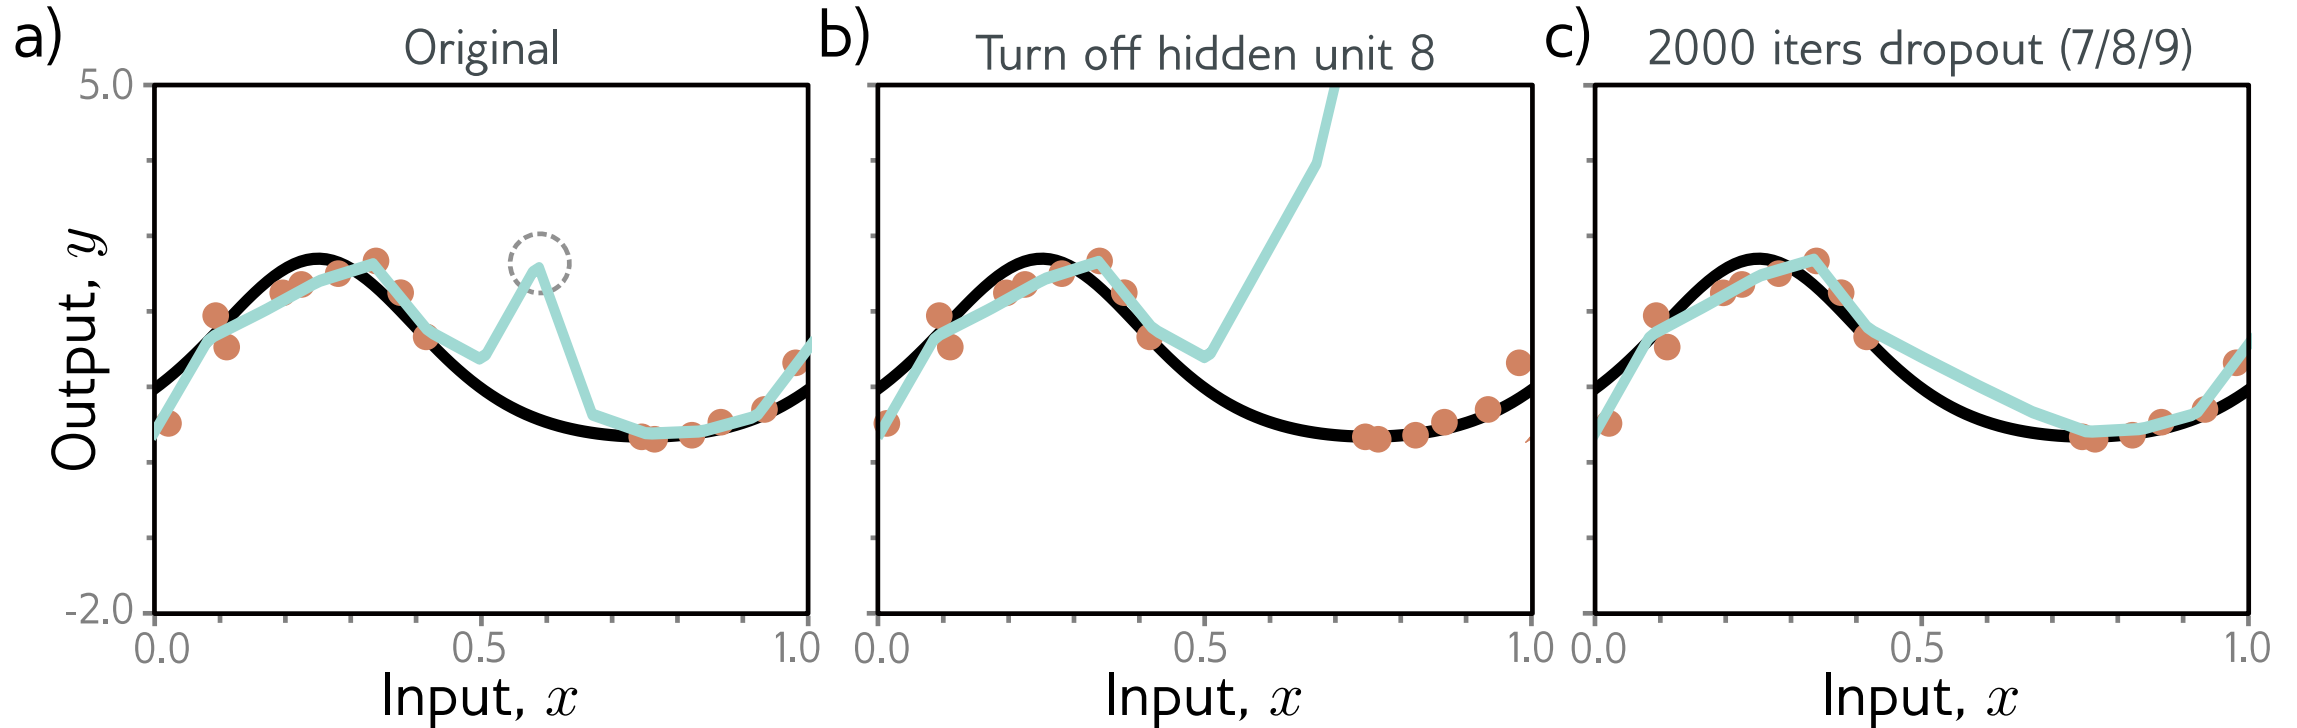 a) Original
5.0
Output, y
-2.0
0.0 0.5 1.0
Input, x
b) Turn off hidden unit 8
0.0 0.5 1.0
Input, x
c) 2000 iters dropout (7/8/9)
0.0 0.5 1.0
Input, x